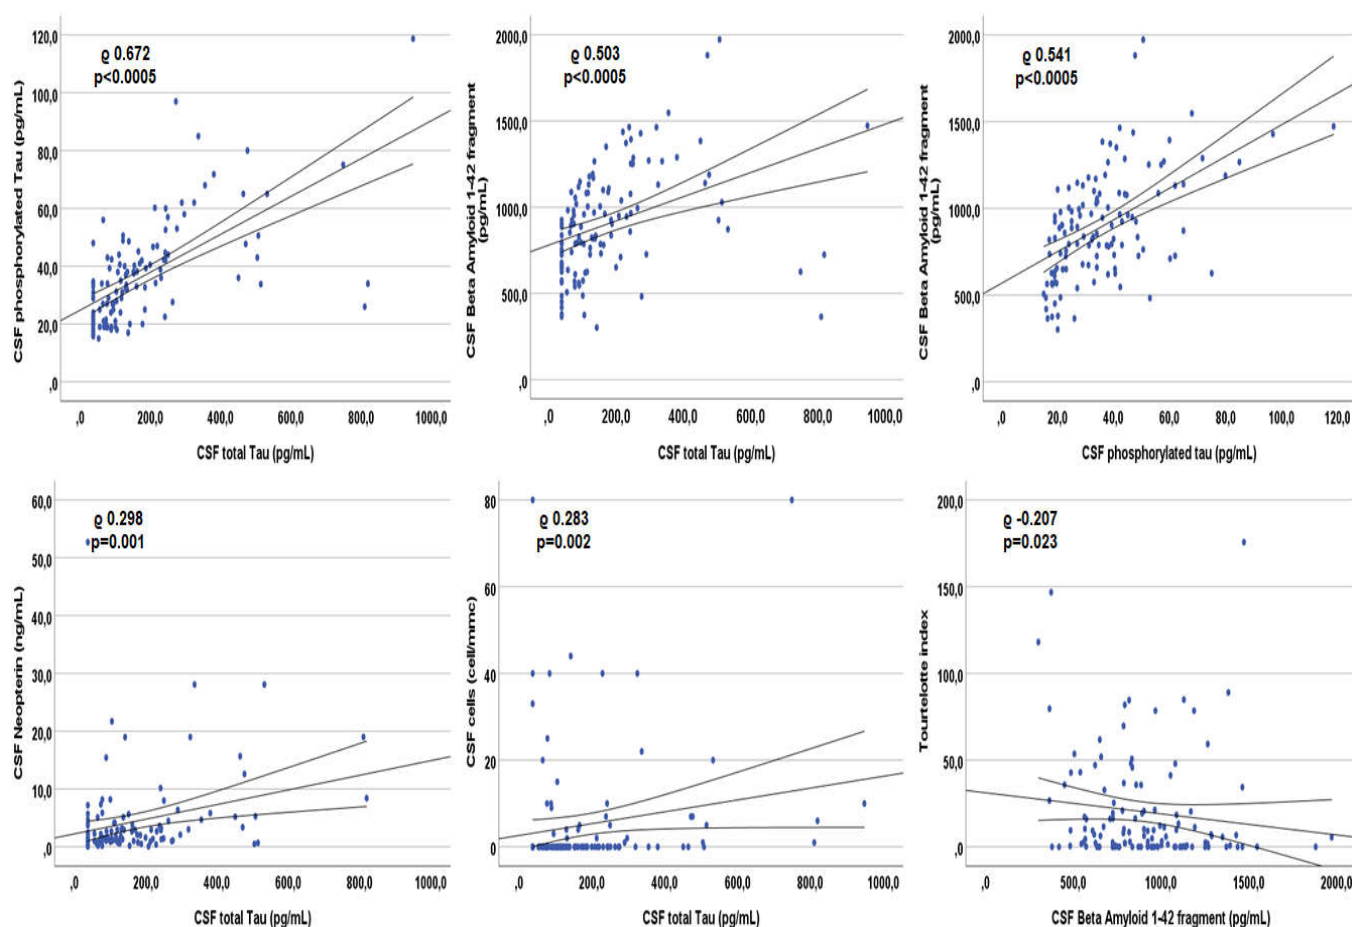 CSF phosphorylated Tau (pg/mL)
120,0
100,0
80,0
60,0
40,0
20,0
,0
ϱ 0.672
p<0.0005
,0 200,0 400,0 600,0 800,0 1000,0
CSF total Tau (pg/mL)
CSF Beta Amyloid 1-42 fragment
(pg/mL)
2000,0
1500,0
1000,0
500,0
,0
ϱ 0.503
p<0.0005
,0 200,0 400,0 600,0 800,0 1000,0
CSF total Tau (pg/mL)
CSF Beta Amyloid 1-42 fragment
(pg/mL)
2000,0
1500,0
1000,0
500,0
,0
ϱ 0.541
p<0.0005
,0 20,0 40,0 60,0 80,0 100,0 120,0
CSF phosphorylated tau (pg/mL)
CSF Neopterin (ng/mL)
60,0
50,0
40,0
30,0
20,0
10,0
,0
ϱ 0.298
p=0.001
,0 200,0 400,0 600,0 800,0 1000,0
CSF total Tau (pg/mL)
CSF cells (cell/mmc)
80
60
40
20
0
ϱ 0.283
p=0.002
,0 200,0 400,0 600,0 800,0 1000,0
CSF total Tau (pg/mL)
Tourtelotte index
200,0
150,0
100,0
50,0
,0
ϱ -0.207
p=0.023
,0 500,0 1000,0 1500,0 2000,0
CSF Beta Amyloid 1-42 fragment (pg/mL)